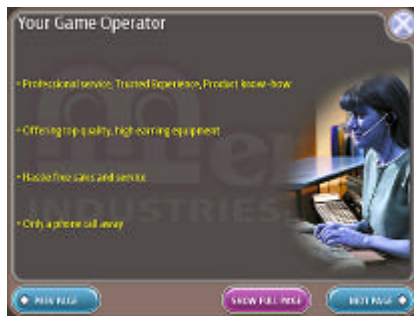 Your Game Operator
• Professional service, Trusted Experience, Product know-how
• Offering top quality, high earning equipment
• Hassle free sales and service
• Only a phone call away
INDUSTRIES
PREV PAGE
SHOW FULL PAGE
NEXT PAGE